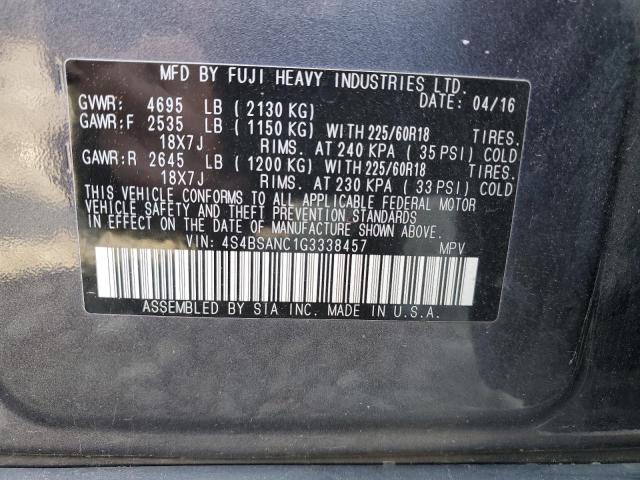 MFD BY FUJI HEAVY INDUSTRIES LTD.
GVWR: 4695 LB (2130 KG) DATE: 04/16
GAWR:F 2535 LB (1150 KG) WITH 225/60R18 TIRES.
18X7J RIMS. AT 240 KPA (35 PSI) COLD
GAWR:R 2645 LB (1200 KG) WITH 225/60R18 TIRES.
18X7J RIMS. AT 230 KPA (33 PSI) COLD
THIS VEHICLE CONFORMS TO ALL APPLICABLE FEDERAL MOTOR
VEHICLE SAFETY, BUMPER, AND THEFT PREVENTION STANDARDS
IN EFFECT ON THE DATE OF MANUFACTURE SHOWN ABOVE.
VIN: 4S4BSANC1G3338457 MPV
ASSEMBLED BY SIA INC. MADE IN U.S.A.